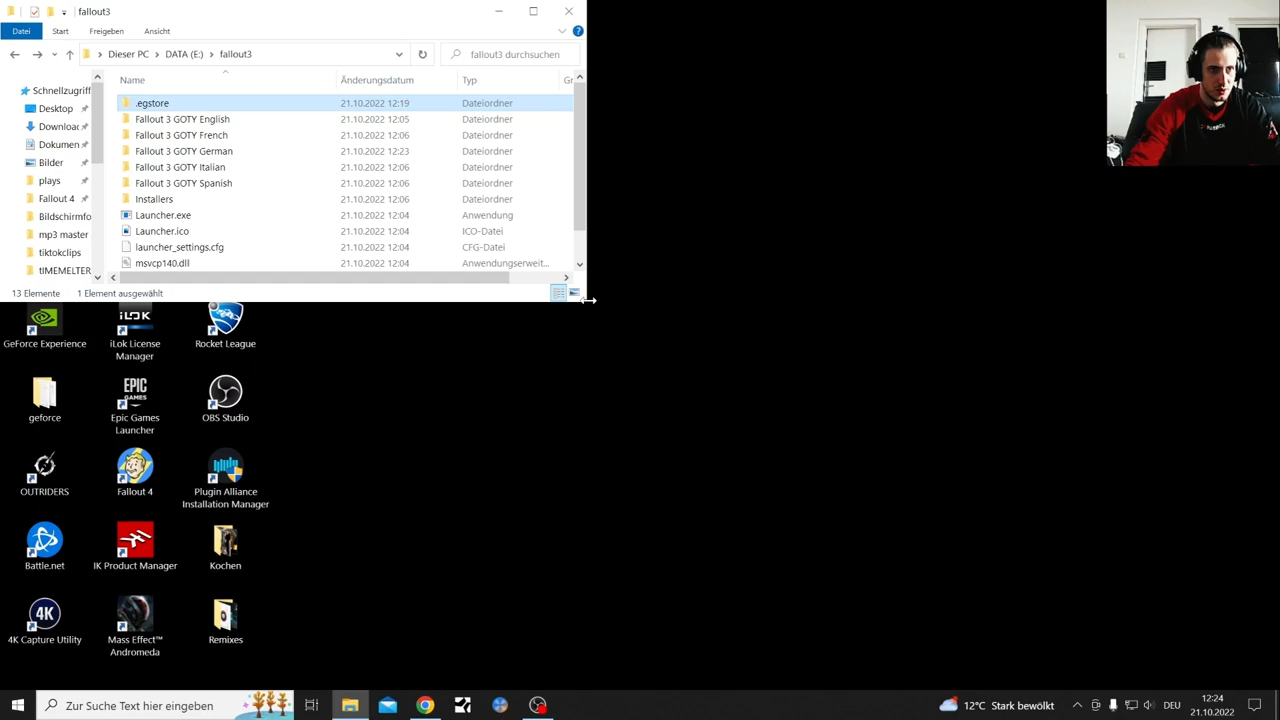 fallout3
Datei Start Freigeben Ansicht
Dieser PC DATA (E:) fallout3
fallout3 durchsuchen
Name Änderungsdatum Typ Gr
Schnellzugriff
Desktop
Downloac
Dokumen
Bilder
plays
Fallout 4
Bildschirmfo
mp3 master
tiktokclips
tIMEMELTER
.egstore 21.10.2022 12:19 Dateiordner
Fallout 3 GOTY English 21.10.2022 12:05 Dateiordner
Fallout 3 GOTY French 21.10.2022 12:06 Dateiordner
Fallout 3 GOTY German 21.10.2022 12:23 Dateiordner
Fallout 3 GOTY Italian 21.10.2022 12:06 Dateiordner
Fallout 3 GOTY Spanish 21.10.2022 12:06 Dateiordner
Installers 21.10.2022 12:06 Dateiordner
Launcher.exe 21.10.2022 12:04 Anwendung
Launcher.ico 21.10.2022 12:04 ICO-Datei
launcher_settings.cfg 21.10.2022 12:04 CFG-Datei
msvcp140.dll 21.10.2022 12:04 Anwendungserweit...
13 Elemente 1 Element ausgewählt
GeForce Experience
iLOK
iLok License
Manager
Rocket League
geforce
EPIC
GAMES
Epic Games
Launcher
OBS Studio
OUTRIDERS
Fallout 4
Plugin Alliance
Installation Manager
Battle.net
IK Product Manager
Kochen
4K
4K Capture Utility
Mass Effect™
Andromeda
Remixes
Zur Suche Text hier eingeben
12°C Stark bewölkt
DEU
12:24
21.10.2022